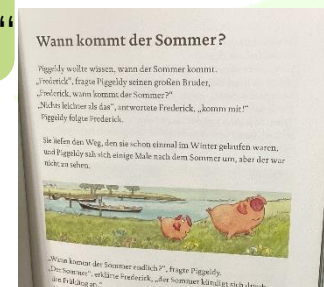 “
Wann kommt der Sommer?
Piggeldy wollte wissen, wann der Sommer kommt.
„Frederick“, fragte Piggeldy seinen großen Bruder,
„Frederick, wann kommt der Sommer?“
„Nichts leichter als das“, antwortete Frederick, „komm mit!“
Piggeldy folgte Frederick.
Sie liefen den Weg, den sie schon einmal im Winter gelaufen waren,
und Piggeldy sah sich einige Male nach dem Sommer um, aber der war
nicht zu sehen.
„Wann kommt der Sommer endlich?“, fragte Piggeldy.
„Der Sommer“, erklärte Frederick, „der Sommer kündigt sich durch
den Frühling an.“